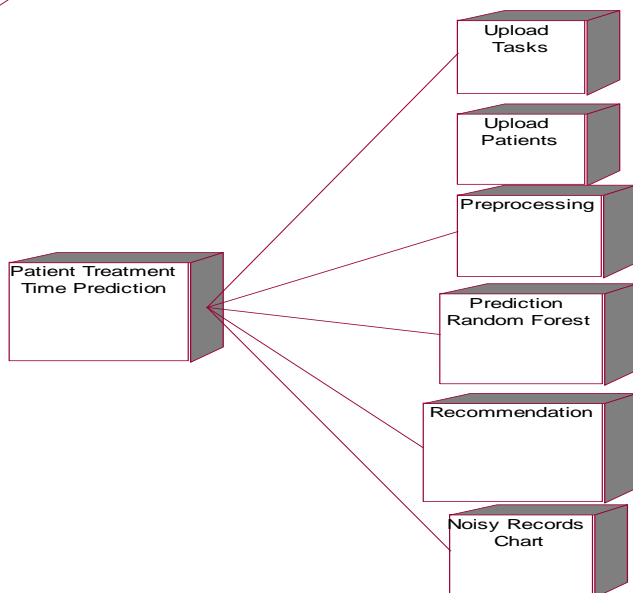 Upload
Tasks
Upload
Patients
Preprocessing
Patient Treatment
Time Prediction
Prediction
Random Forest
Recommendation
Noisy Records
Chart